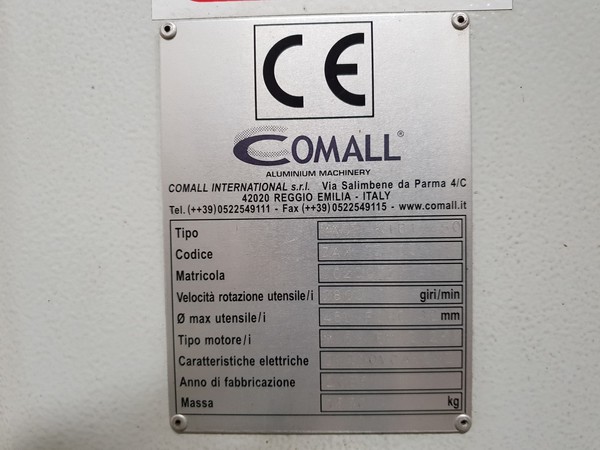 CE
COMALL®
ALUMINIUM MACHINERY
COMALL INTERNATIONAL s.r.l. Via Salimbene da Parma 4/C
42020 REGGIO EMILIA - ITALY
Tel. (++39)0522549111 - Fax (++39)0522549115 - www.comall.it
Tipo
Codice
Matricola
Velocità rotazione utensile/i giri/min
Ø max utensile/i mm
Tipo motore/i
Caratteristiche elettriche
Anno di fabbricazione
Massa kg